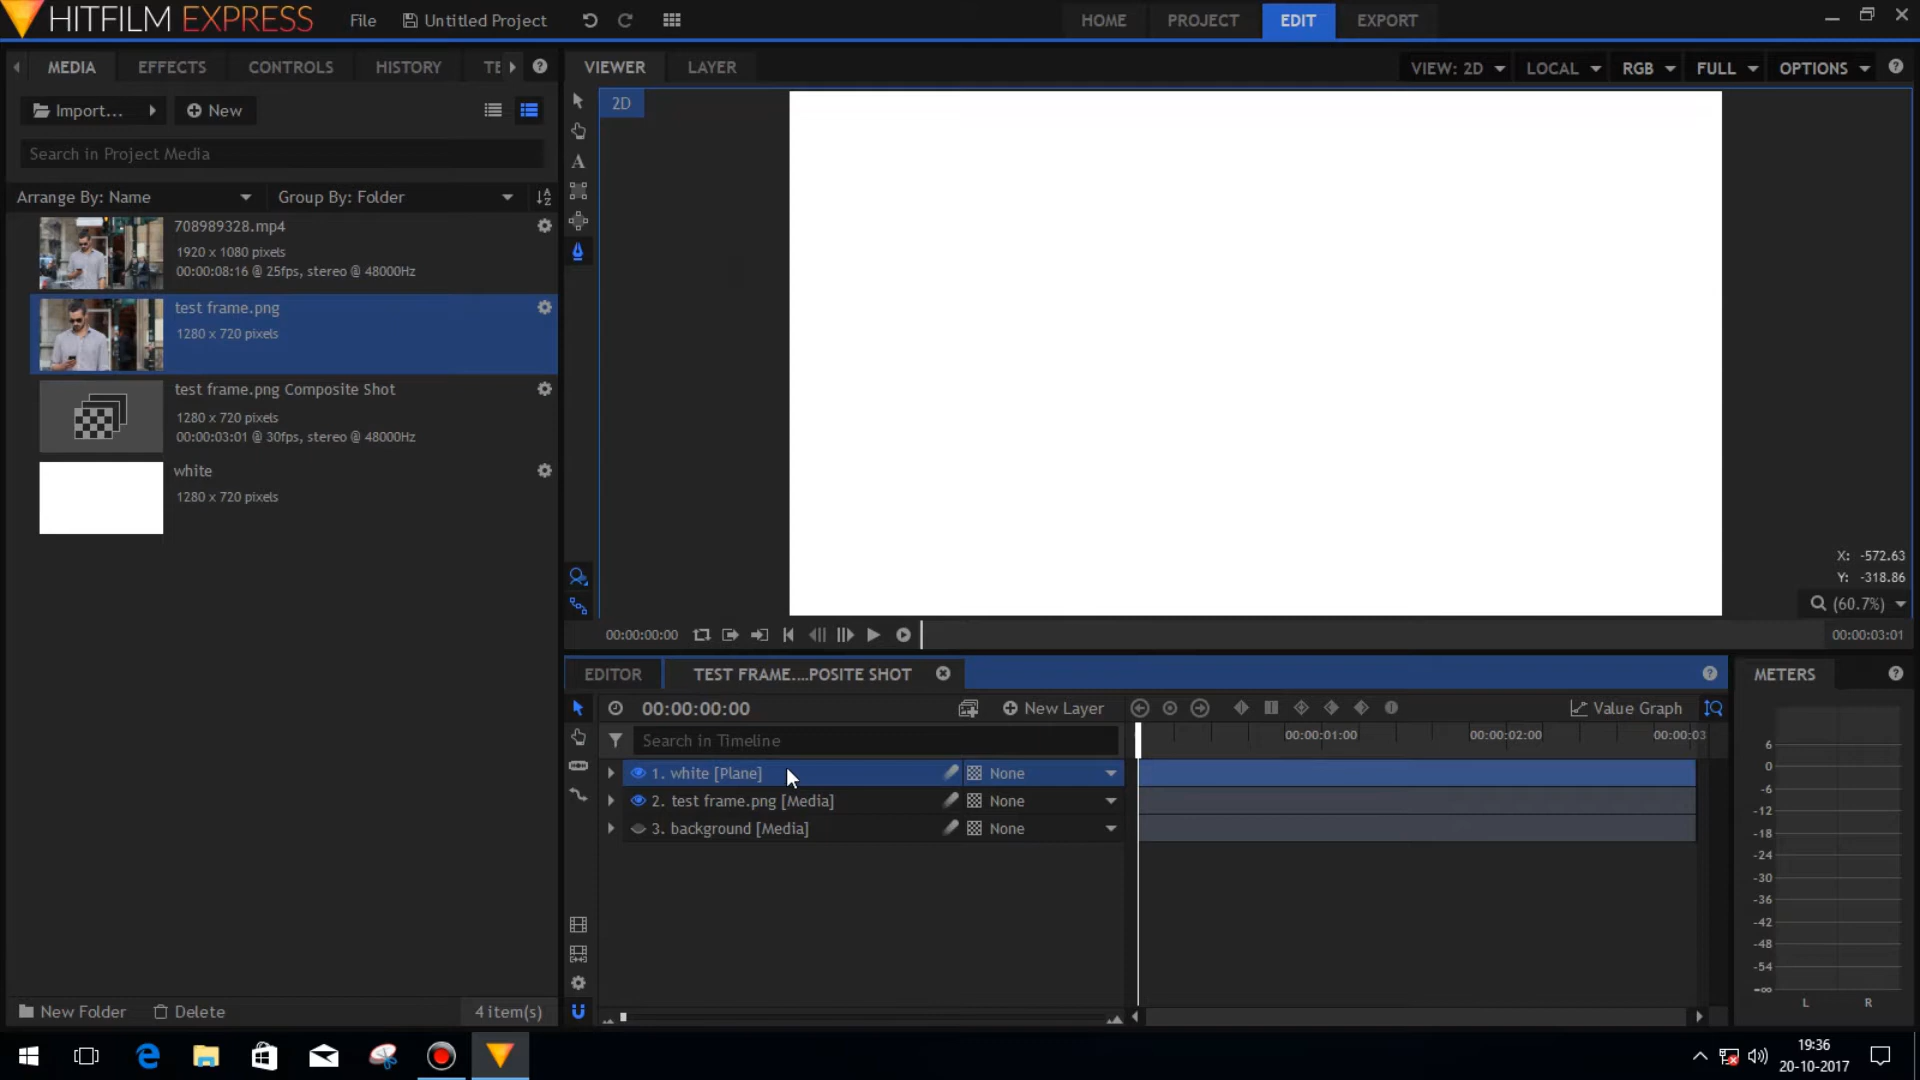 HITFILM EXPRESS
File
Untitled Project
HOME
PROJECT
EDIT
EXPORT
MEDIA
EFFECTS
CONTROLS
HISTORY
TE
VIEWER
LAYER
VIEW: 2D
LOCAL
RGB
FULL
OPTIONS
Import...
New
Search in Project Media
Arrange By: Name
Group By: Folder
708989328.mp4
1920 x 1080 pixels
00:00:08:16 @ 25fps, stereo @ 48000Hz
test frame.png
1280 x 720 pixels
test frame.png Composite Shot
1280 x 720 pixels
00:00:03:01 @ 30fps, stereo @ 48000Hz
white
1280 x 720 pixels
New Folder
Delete
4 item(s)
2D
X: -572.63
Y: -318.86
(60.7%)
00:00:00:00
00:00:03:01
EDITOR
TEST FRAME....POSITE SHOT
00:00:00:00
New Layer
Value Graph
Search in Timeline
00:00:01:00
00:00:02:00
00:00:03
1. white [Plane]
None
2. test frame.png [Media]
None
3. background [Media]
None
METERS
6
0
-6
-12
-18
-24
-30
-36
-42
-48
-54
-∞
L
R
19:36
20-10-2017